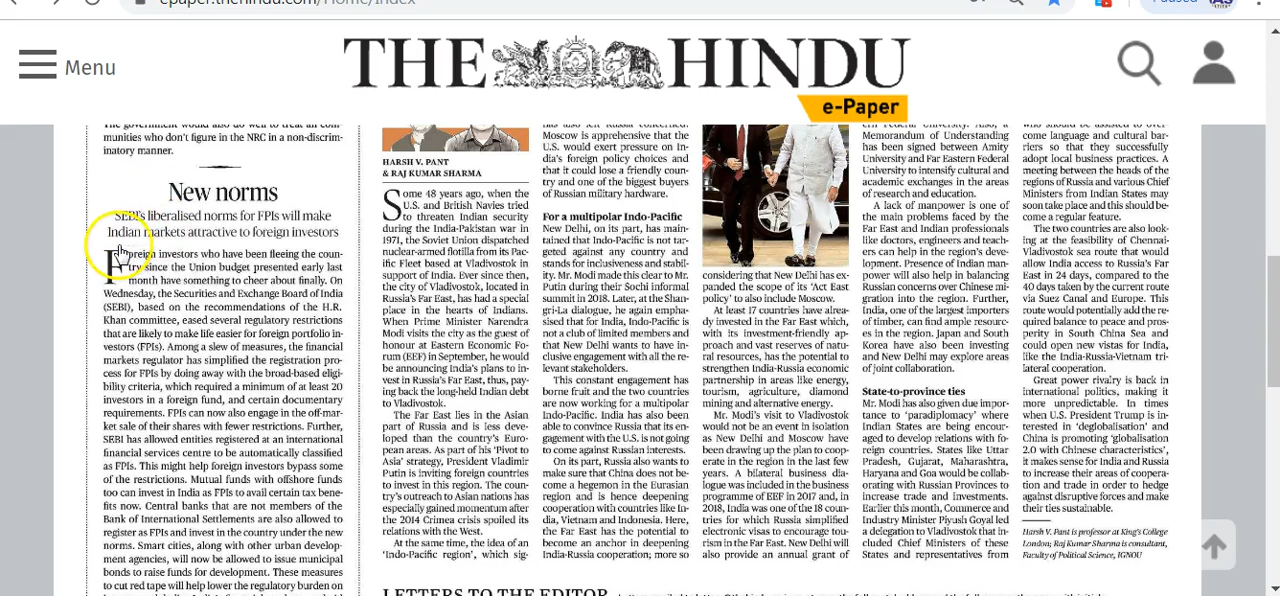 epaper.thehindu.com/Home/Index
Paused
Menu
THE HINDU
e-Paper
The government would also do well to treat all com-
munities who don't figure in the NRC in a non-discrim-
inatory manner.
New norms
SEBI's liberalised norms for FPIs will make
Indian markets attractive to foreign investors
Foreign investors who have been fleeing the coun-
try since the Union budget presented early last
month have something to cheer about finally. On
Wednesday, the Securities and Exchange Board of India
(SEBI), based on the recommendations of the H.R.
Khan committee, eased several regulatory restrictions
that are likely to make life easier for foreign portfolio in-
vestors (FPIs). Among a slew of measures, the financial
markets regulator has simplified the registration pro-
cess for FPIs by doing away with the broad-based eligi-
bility criteria, which required a minimum of at least 20
investors in a foreign fund, and certain documentary
requirements. FPIs can now also engage in the off-mar-
ket sale of their shares with fewer restrictions. Further,
SEBI has allowed entities registered at an international
financial services centre to be automatically classified
as FPIs. This might help foreign investors bypass some
of the restrictions. Mutual funds with offshore funds
too can invest in India as FPIs to avail certain tax bene-
fits now. Central banks that are not members of the
Bank of International Settlements are also allowed to
register as FPIs and invest in the country under the new
norms. Smart cities, along with other urban develop-
ment agencies, will now be allowed to issue municipal
bonds to raise funds for development. These measures
to cut red tape will help lower the regulatory burden on
HARSH V. PANT
& RAJ KUMAR SHARMA
Some 48 years ago, when the
U.S. and British Navies tried
to threaten Indian security
during the India-Pakistan war in
1971, the Soviet Union dispatched
nuclear-armed flotilla from its Pac-
ific Fleet based at Vladivostok in
support of India. Ever since then,
the city of Vladivostok, located in
Russia's Far East, has had a special
place in the hearts of Indians.
When Prime Minister Narendra
Modi visits the city as the guest of
honour at Eastern Economic Fo-
rum (EEF) in September, he would
be announcing India's plans to in-
vest in Russia's Far East, thus, pay-
ing back the long-held Indian debt
to Vladivostok.
The Far East lies in the Asian
part of Russia and is less deve-
loped than the country's Euro-
pean areas. As part of his 'Pivot to
Asia' strategy, President Vladimir
Putin is inviting foreign countries
to invest in this region. The coun-
try's outreach to Asian nations has
especially gained momentum after
the 2014 Crimea crisis spoiled its
relations with the West.
At the same time, the idea of an
'Indo-Pacific region', which sig-
has also left Russia concerned.
Moscow is apprehensive that the
U.S. would exert pressure on In-
dia's foreign policy choices and
that it could lose a friendly coun-
try and one of the biggest buyers
of Russian military hardware.
For a multipolar Indo-Pacific
New Delhi, on its part, has main-
tained that Indo-Pacific is not tar-
geted against any country and
stands for inclusiveness and stabil-
ity. Mr. Modi made this clear to Mr.
Putin during their Sochi informal
summit in 2018. Later, at the Shan-
gri-La dialogue, he again empha-
sised that for India, Indo-Pacific is
not a club of limited members and
that New Delhi wants to have in-
clusive engagement with all the re-
levant stakeholders.
This constant engagement has
borne fruit and the two countries
are now working for a multipolar
Indo-Pacific. India has also been
able to convince Russia that its en-
gagement with the U.S. is not going
to come against Russian interests.
On its part, Russia also wants to
make sure that China does not be-
come a hegemon in the Eurasian
region and is hence deepening
cooperation with countries like In-
dia, Vietnam and Indonesia. Here,
the Far East has the potential to
become an anchor in deepening
India-Russia cooperation; more so
considering that New Delhi has ex-
panded the scope of its 'Act East
policy' to also include Moscow.
At least 17 countries have alrea-
dy invested in the Far East which,
with its investment-friendly ap-
proach and vast reserves of natu-
ral resources, has the potential to
strengthen India-Russia economic
partnership in areas like energy,
tourism, agriculture, diamond
mining and alternative energy.
Mr. Modi's visit to Vladivostok
would not be an event in isolation
as New Delhi and Moscow have
been drawing up the plan to coop-
erate in the region in the last few
years. A bilateral business dia-
logue was included in the business
programme of EEF in 2017 and, in
2018, India was one of the 18 coun-
tries for which Russia simplified
electronic visas to encourage tou-
rism in the Far East. New Delhi will
also provide an annual grant of
ern Federal University. Also, a
Memorandum of Understanding
has been signed between Amity
University and Far Eastern Federal
University to intensify cultural and
academic exchanges in the areas
of research and education.
A lack of manpower is one of
the main problems faced by the
Far East and Indian professionals
like doctors, engineers and teach-
ers can help in the region's deve-
lopment. Presence of Indian man-
power will also help in balancing
Russian concerns over Chinese mi-
gration into the region. Further,
India, one of the largest importers
of timber, can find ample resourc-
es in the region. Japan and South
Korea have also been investing
and New Delhi may explore areas
of joint collaboration.
State-to-province ties
Mr. Modi has also given due impor-
tance to 'paradiplomacy' where
Indian States are being encour-
aged to develop relations with fo-
reign countries. States like Uttar
Pradesh, Gujarat, Maharashtra,
Haryana and Goa would be collab-
orating with Russian Provinces to
increase trade and investments.
Earlier this month, Commerce and
Industry Minister Piyush Goyal led
a delegation to Vladivostok that in-
cluded Chief Ministers of these
States and representatives from
who should be assisted to over-
come language and cultural bar-
riers so that they successfully
adopt local business practices. A
meeting between the heads of the
regions of Russia and various Chief
Ministers from Indian States may
soon take place and this should be-
come a regular feature.
The two countries are also look-
ing at the feasibility of Chennai-
Vladivostok sea route that would
allow India access to Russia's Far
East in 24 days, compared to the
40 days taken by the current route
via Suez Canal and Europe. This
route would potentially add the re-
quired balance to peace and pros-
perity in South China Sea and
could open new vistas for India,
like the India-Russia-Vietnam tri-
lateral cooperation.
Great power rivalry is back in
international politics, making it
more unpredictable. In times
when U.S. President Trump is in-
terested in 'deglobalisation' and
China is promoting 'globalisation
2.0 with Chinese characteristics',
it makes sense for India and Russia
to increase their areas of coopera-
tion and trade in order to hedge
against disruptive forces and make
their ties sustainable.
Harsh V. Pant is professor at King's College
London; Raj Kumar Sharma is consultant,
Faculty of Political Science, IGNOU
LETTERS TO THE EDITOR